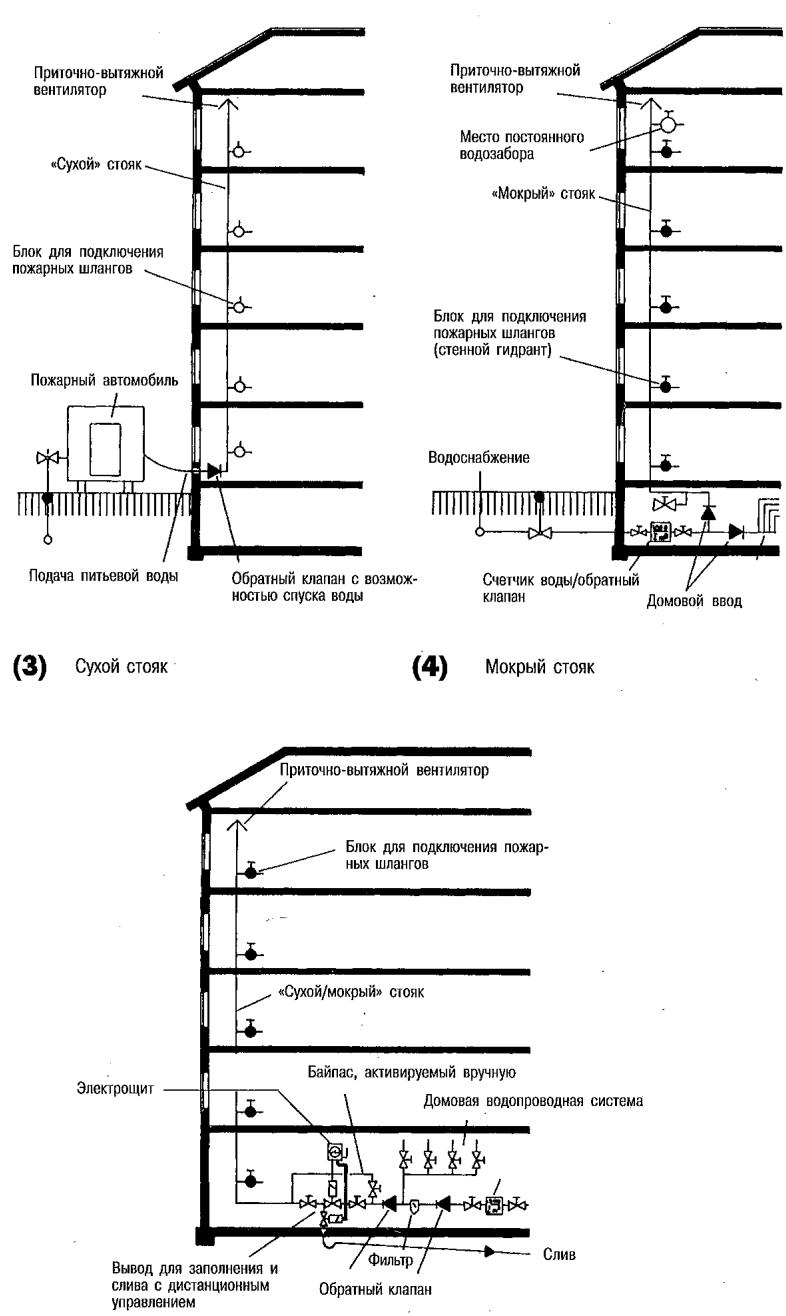 Приточно-вытяжной
вентилятор
«Сухой» стояк
Блок для подключения
пожарных шлангов
Пожарный автомобиль
Подача питьевой воды
Обратный клапан с возмож-
ностью спуска воды
(3) Сухой стояк
Приточно-вытяжной
вентилятор
Место постоянного
водозабора
«Мокрый» стояк
Блок для подключения
пожарных шлангов
(стенной гидрант)
Водоснабжение
Счетчик воды/обратный
клапан
Домовой ввод
(4) Мокрый стояк
Приточно-вытяжной вентилятор
Блок для подключения пожар-
ных шлангов
«Сухой/мокрый» стояк
Байпас, активируемый вручную
Электрощит
Домовая водопроводная система
Вывод для заполнения и
слива с дистанционным
управлением
Фильтр
Обратный клапан
Слив